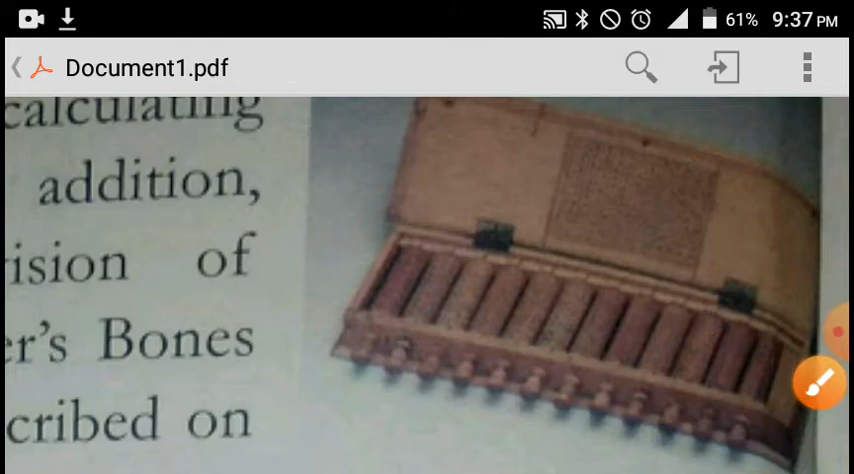 61% 9:37 PM
Document1.pdf
calculating
addition,
ision of
er's Bones
cribed on